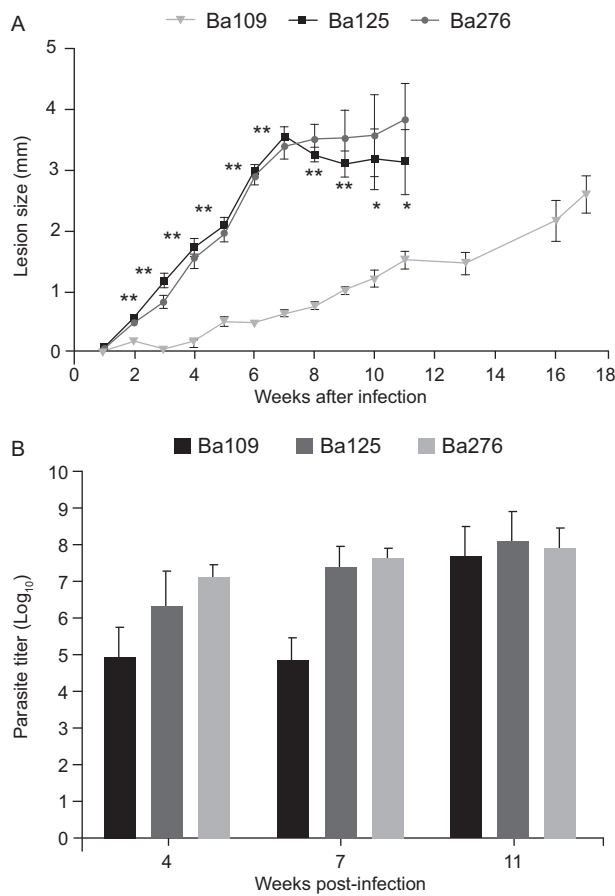 A
Ba109 Ba125 Ba276
5
4
3
2
1
0
Lesion size (mm)
** ** ** ** ** ** ** ** * *
0 2 4 6 8 10 12 14 16 18
Weeks after infection
B
Ba109 Ba125 Ba276
10
9
8
7
6
5
4
3
2
1
0
Parasite titer (Log10)
4 7 11
Weeks post-infection